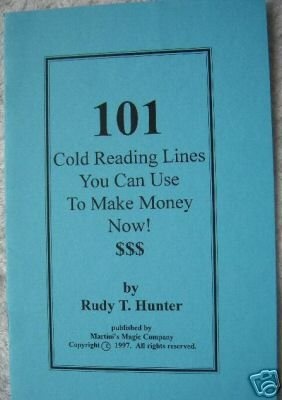 101
Cold Reading Lines
You Can Use
To Make Money
Now!
$$$
by
Rudy T. Hunter
published by
Martini's Magic Company
Copyright © 1997. All rights reserved.